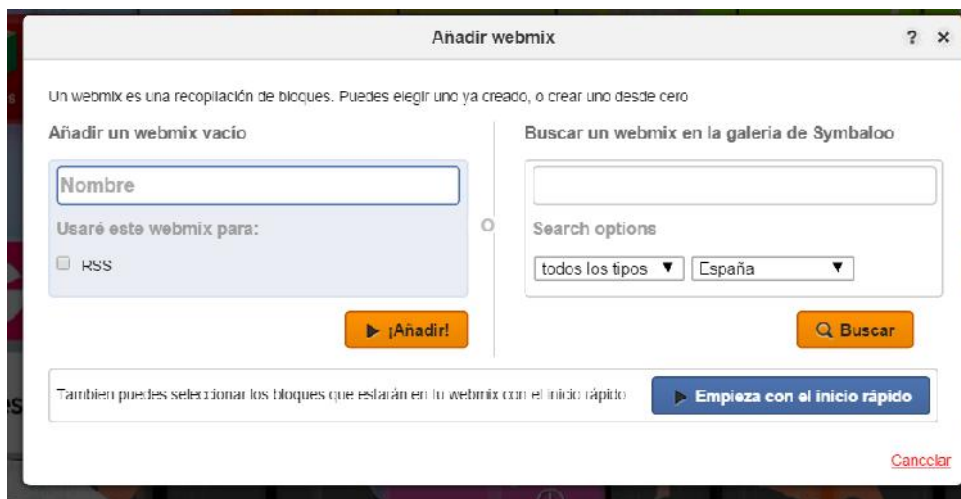 Añadir webmix
? ×
Un webmix es una recopilación de bloques. Puedes elegir uno ya creado, o crear uno desde cero
Añadir un webmix vacío
Nombre
Usaré este webmix para:
RSS
¡Añadir!
O
Buscar un webmix en la galeria de Symbaloo
Search options
todos los tipos ▼ España ▼
Buscar
Tambien puedes seleccionar los bloques que estarán en tu webmix con el inicio rápido
Empieza con el inicio rápido
Cancelar